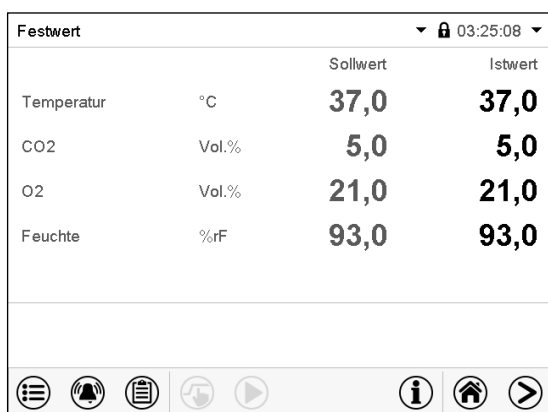 Festwert 03:25:08
Sollwert Istwert
Temperatur °C 37,0 37,0
CO2 Vol.% 5,0 5,0
O2 Vol.% 21,0 21,0
Feuchte %rF 93,0 93,0